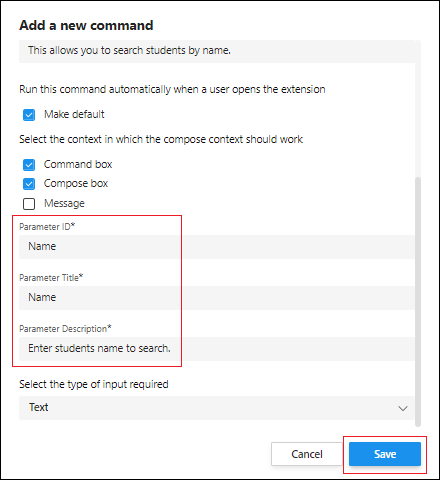 Add a new command
This allows you to search students by name.
Run this command automatically when a user opens the extension
Make default
Select the context in which the compose context should work
Command box
Compose box
Message
Parameter ID*
Name
Parameter Title*
Name
Parameter Description*
Enter students name to search.
Select the type of input required
Text
Cancel
Save